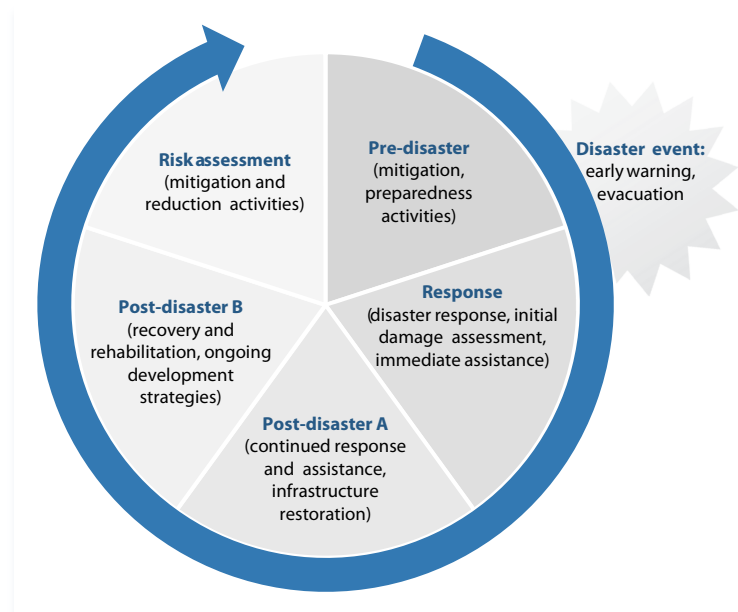 Pre-disaster
(mitigation,
preparedness
activities)
Disaster event:
early warning,
evacuation
Response
(disaster response, initial
damage assessment,
immediate assistance)
Post-disaster A
(continued response
and assistance,
infrastructure
restoration)
Post-disaster B
(recovery and
rehabilitation, ongoing
development
strategies)
Risk assessment
(mitigation and
reduction activities)